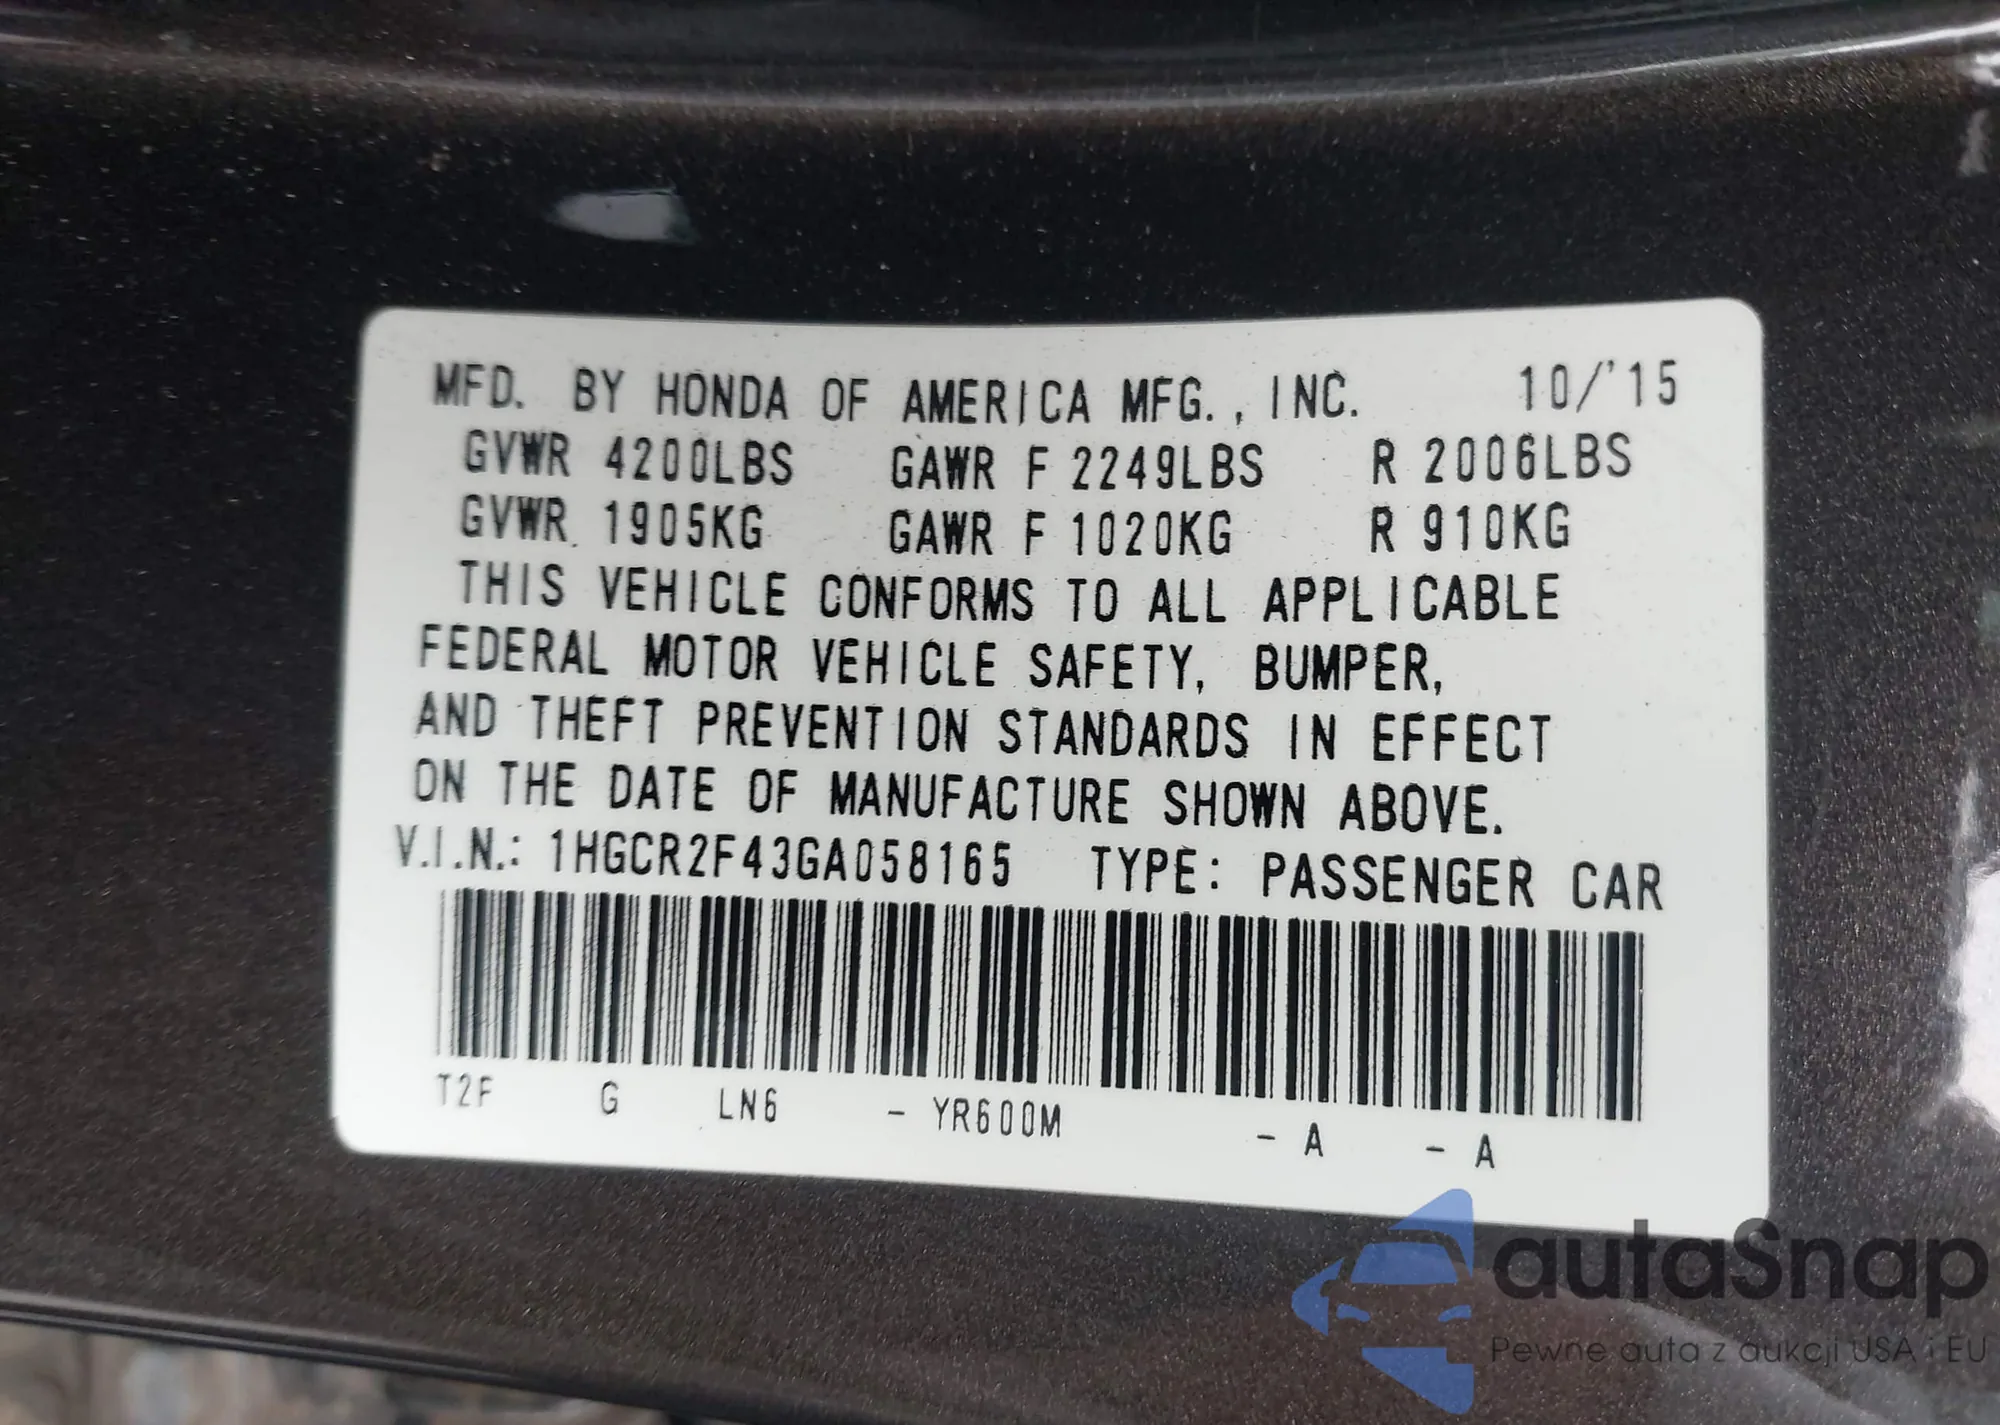 MFD. BY HONDA OF AMERICA MFG., INC. 10/'15
GVWR 4200LBS GAWR F 2249LBS R 2006LBS
GVWR 1905KG GAWR F 1020KG R 910KG
THIS VEHICLE CONFORMS TO ALL APPLICABLE
FEDERAL MOTOR VEHICLE SAFETY, BUMPER,
AND THEFT PREVENTION STANDARDS IN EFFECT
ON THE DATE OF MANUFACTURE SHOWN ABOVE.
V.I.N.: 1HGCR2F43GA058165 TYPE: PASSENGER CAR
T2F G LN6 - YR600M - A - A
autaSnap
Pewne auta z aukcji USA i EU